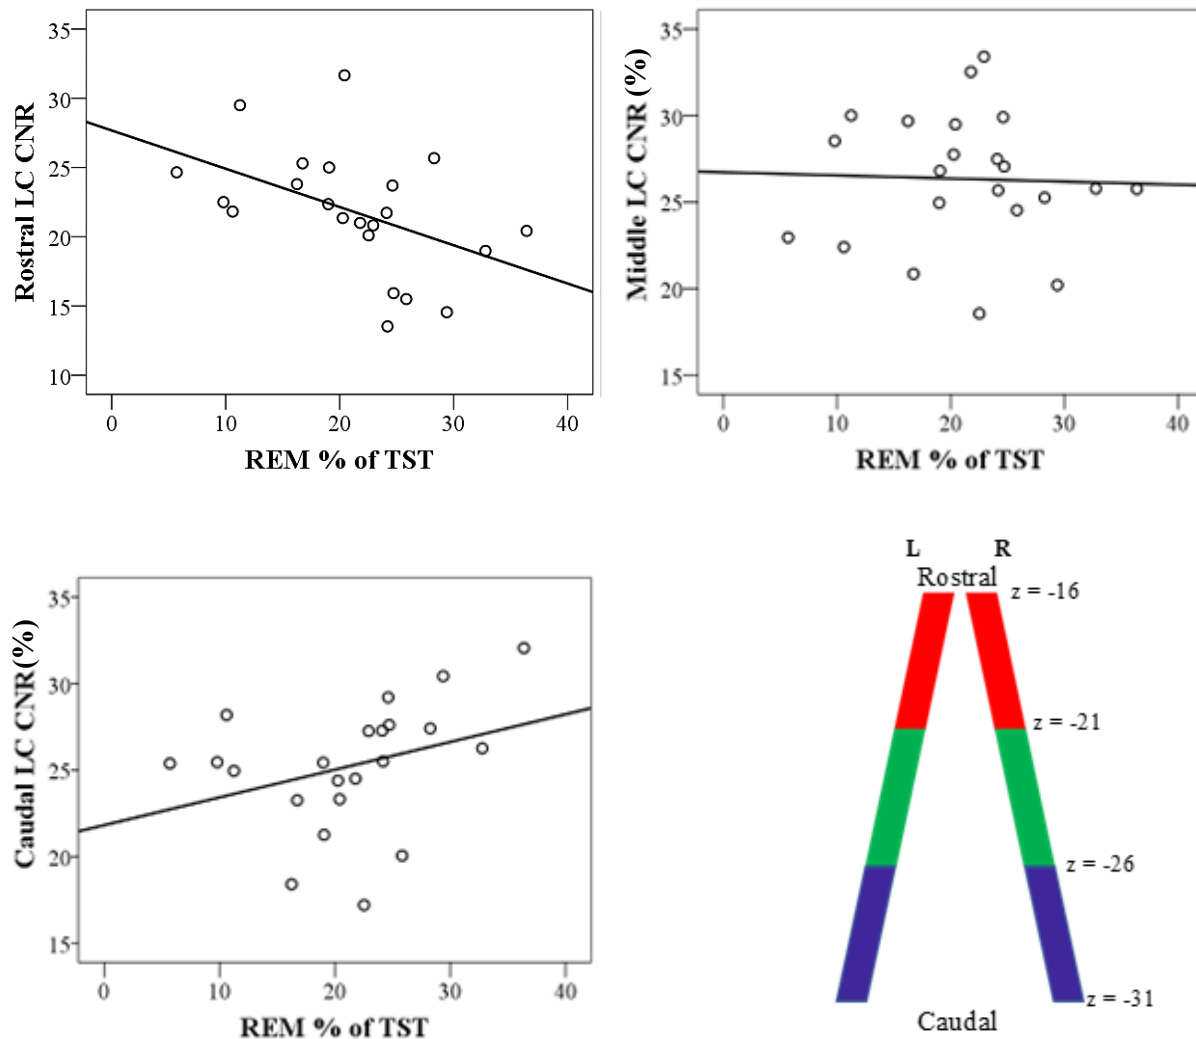 35
30
25
20
15
10
Rostral LC CNR
0 10 20 30 40
REM % of TST
35
30
25
20
15
Middle LC CNR (%)
0 10 20 30 40
REM % of TST
35
30
25
20
15
Caudal LC CNR(%)
0 10 20 30 40
REM % of TST
L R
Rostral
z = -16
z = -21
z = -26
z = -31
Caudal